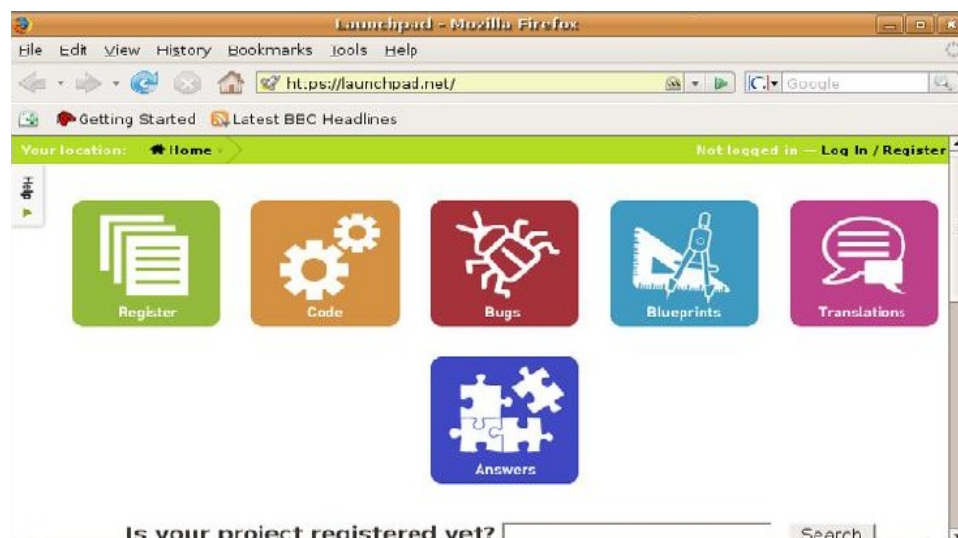 Launchpad - Mozilla Firefox
File Edit View History Bookmarks Tools Help
https://launchpad.net/ Google
Getting Started Latest BBC Headlines
Your location: Home Not logged in — Log In / Register
Help
Register Code Bugs Blueprints Translations
Answers
Is your project registered yet? Search